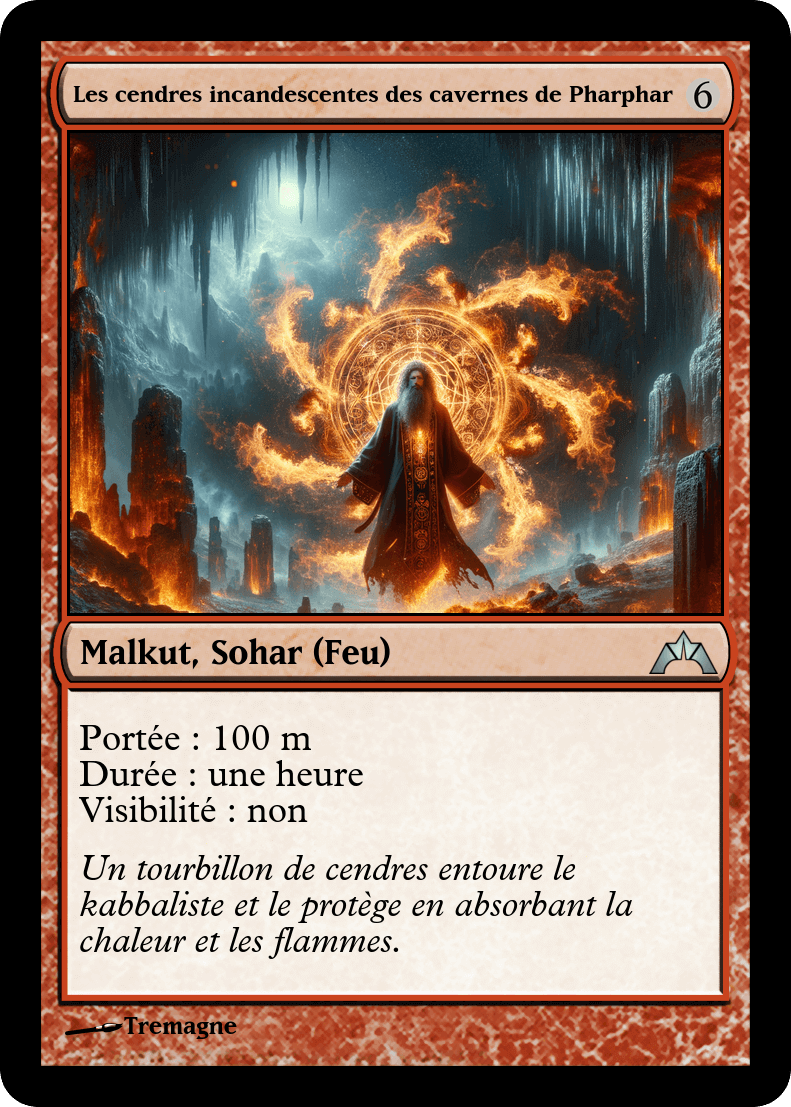 Les cendres incandescentes des cavernes de Pharphar 6
Malkut, Sohar (Feu)
Portée : 100 m
Durée : une heure
Visibilité : non
Un tourbillon de cendres entoure le
kabbaliste et le protège en absorbant la
chaleur et les flammes.
Tremagne